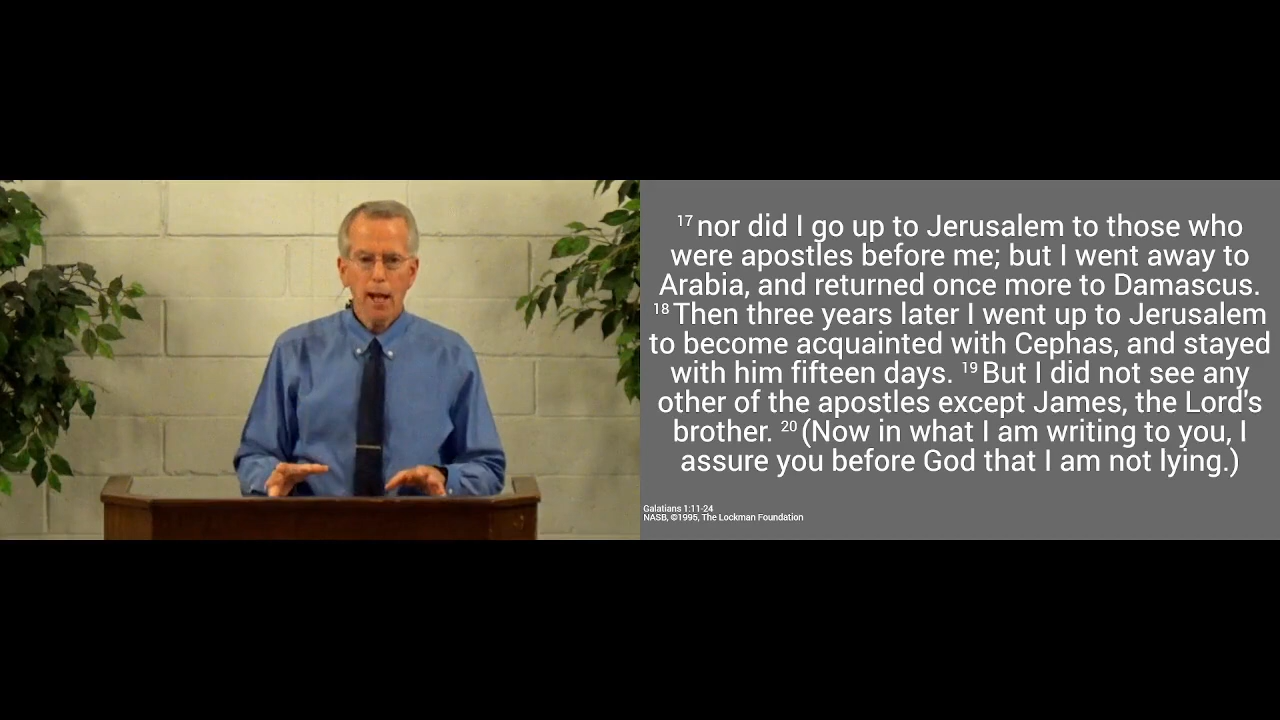 17 nor did I go up to Jerusalem to those who
were apostles before me; but I went away to
Arabia, and returned once more to Damascus.
18 Then three years later I went up to Jerusalem
to become acquainted with Cephas, and stayed
with him fifteen days. 19 But I did not see any
other of the apostles except James, the Lord's
brother. 20 (Now in what I am writing to you, I
assure you before God that I am not lying.)
Galatians 1:11-24
NASB, ©1995, The Lockman Foundation